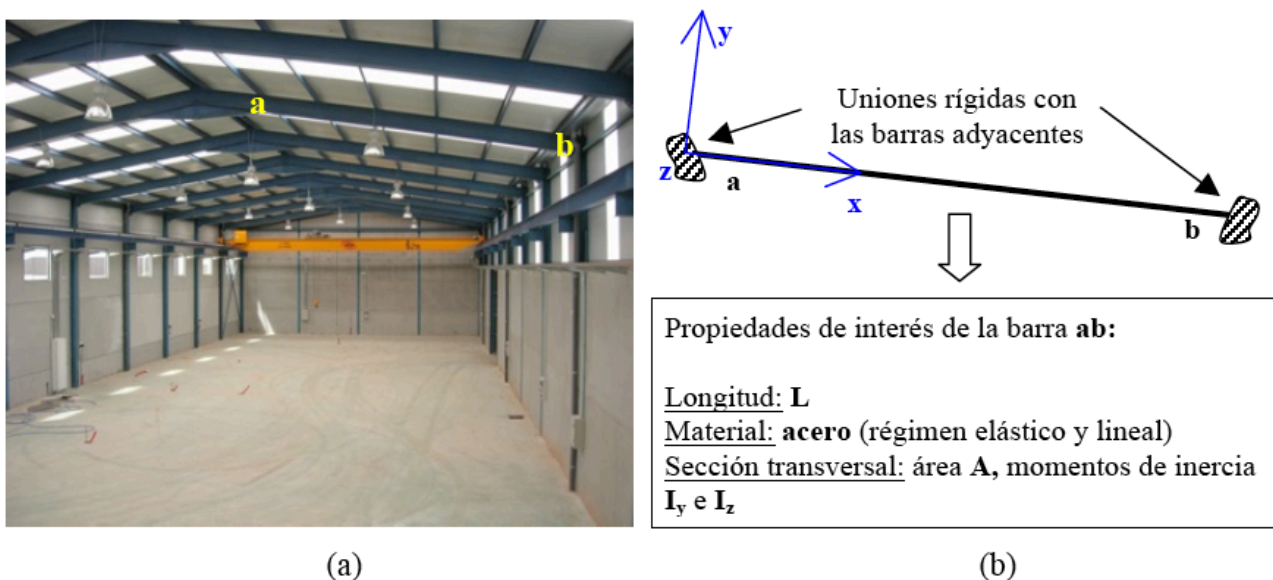 a
b
(a)
y
Uniones rígidas con
las barras adyacentes
z
a
x
b
Propiedades de interés de la barra ab:
Longitud: L
Material: acero (régimen elástico y lineal)
Sección transversal: área A, momentos de inercia
Iy e Iz
(b)